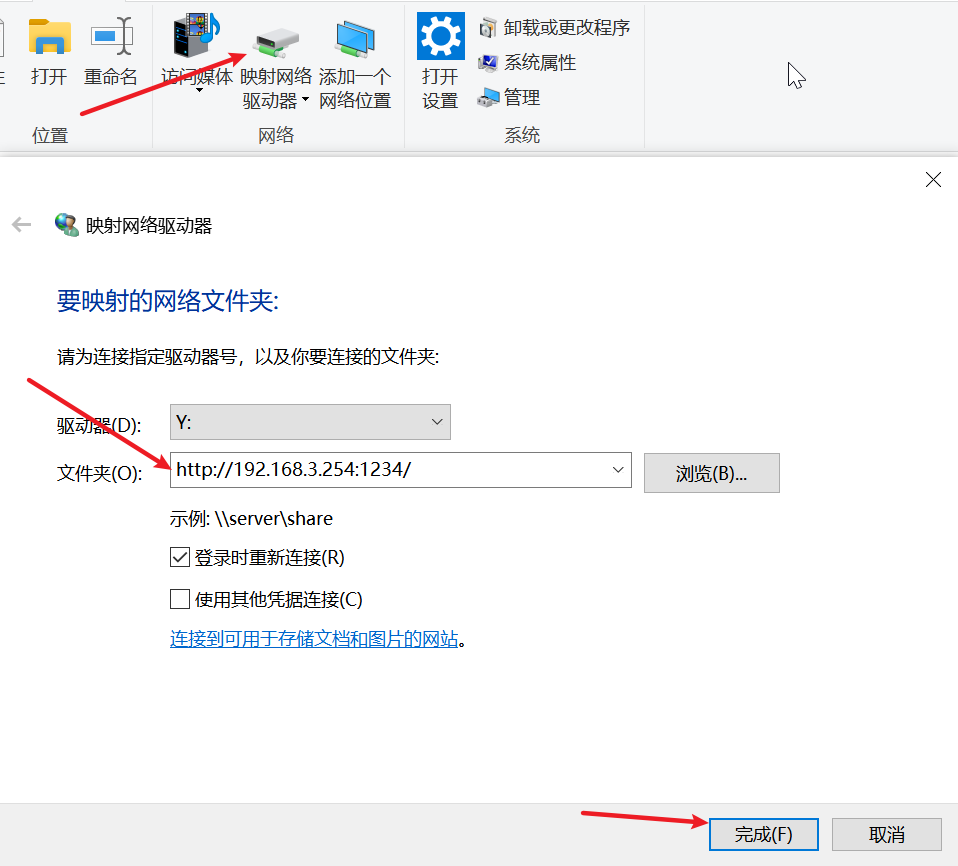 打开
重命名
位置
访问媒体
映射网络
驱动器
添加一个
网络位置
网络
打开
设置
卸载或更改程序
系统属性
管理
系统
映射网络驱动器
要映射的网络文件夹:
请为连接指定驱动器号，以及你要连接的文件夹:
驱动器(D):
Y:
文件夹(O):
http://192.168.3.254:1234/
浏览(B)...
示例: \\server\share
登录时重新连接(R)
使用其他凭据连接(C)
连接到可用于存储文档和图片的网站。
完成(F)
取消